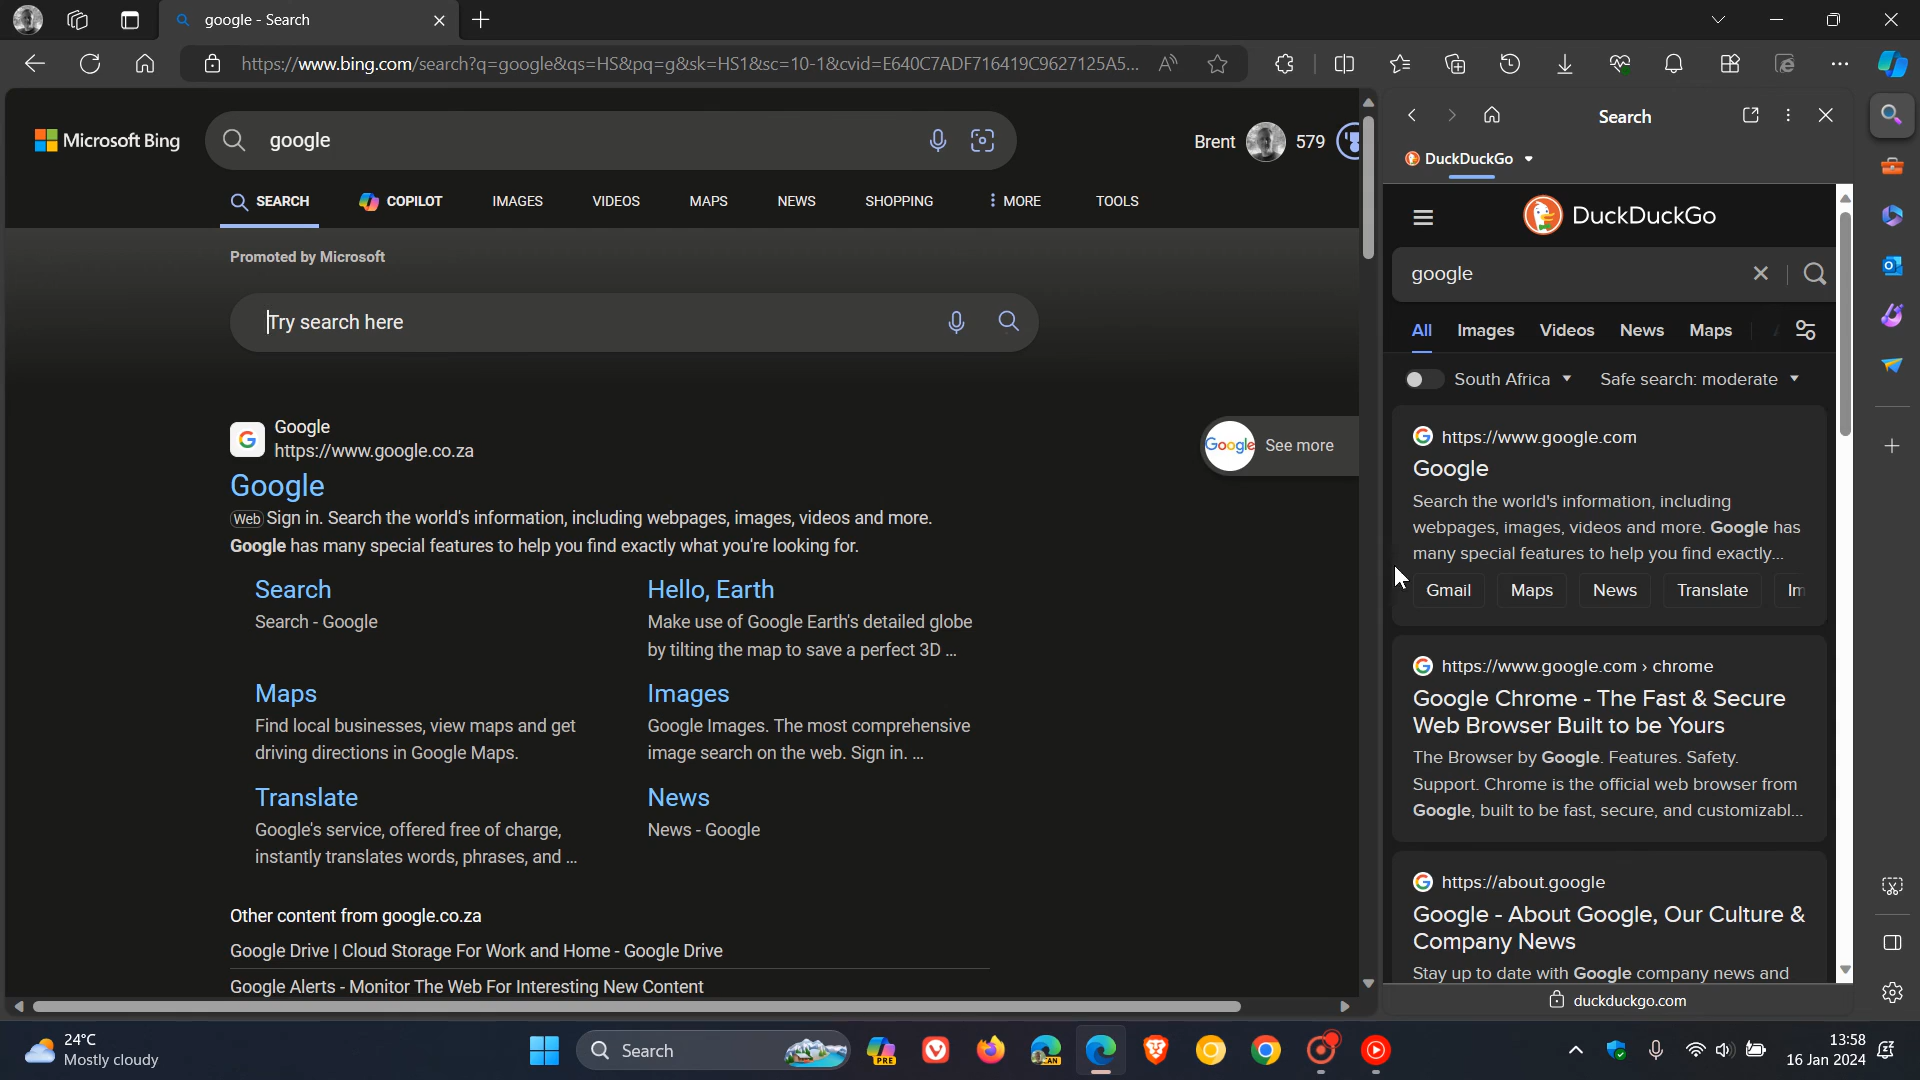 google - Search
https://www.bing.com/search?q=google&qs=HS&pq=g&sk=HS1&sc=10-1&cvid=E640C7ADF716419C9627125A5...
Microsoft Bing
google
Brent
579
SEARCH
COPILOT
IMAGES
VIDEOS
MAPS
NEWS
SHOPPING
MORE
TOOLS
Promoted by Microsoft
Try search here
Google
https://www.google.co.za
Google
See more
Google
Web Sign in. Search the world's information, including webpages, images, videos and more.
Google has many special features to help you find exactly what you're looking for.
Search
Search - Google
Hello, Earth
Make use of Google Earth's detailed globe
by tilting the map to save a perfect 3D ...
Maps
Find local businesses, view maps and get
driving directions in Google Maps.
Images
Google Images. The most comprehensive
image search on the web. Sign in. ...
Translate
Google's service, offered free of charge,
instantly translates words, phrases, and ...
News
News - Google
Other content from google.co.za
Google Drive | Cloud Storage For Work and Home - Google Drive
Google Alerts - Monitor The Web For Interesting New Content
Search
DuckDuckGo
DuckDuckGo
google
All
Images
Videos
News
Maps
South Africa
Safe search: moderate
https://www.google.com
Google
Search the world's information, including
webpages, images, videos and more. Google has
many special features to help you find exactly...
Gmail
Maps
News
Translate
Im
https://www.google.com › chrome
Google Chrome - The Fast & Secure
Web Browser Built to be Yours
The Browser by Google. Features. Safety.
Support. Chrome is the official web browser from
Google, built to be fast, secure, and customizabl...
https://about.google
Google - About Google, Our Culture &
Company News
Stay up to date with Google company news and
duckduckgo.com
24°C
Mostly cloudy
Search
PRE
CAN
13:58
16 Jan 2024